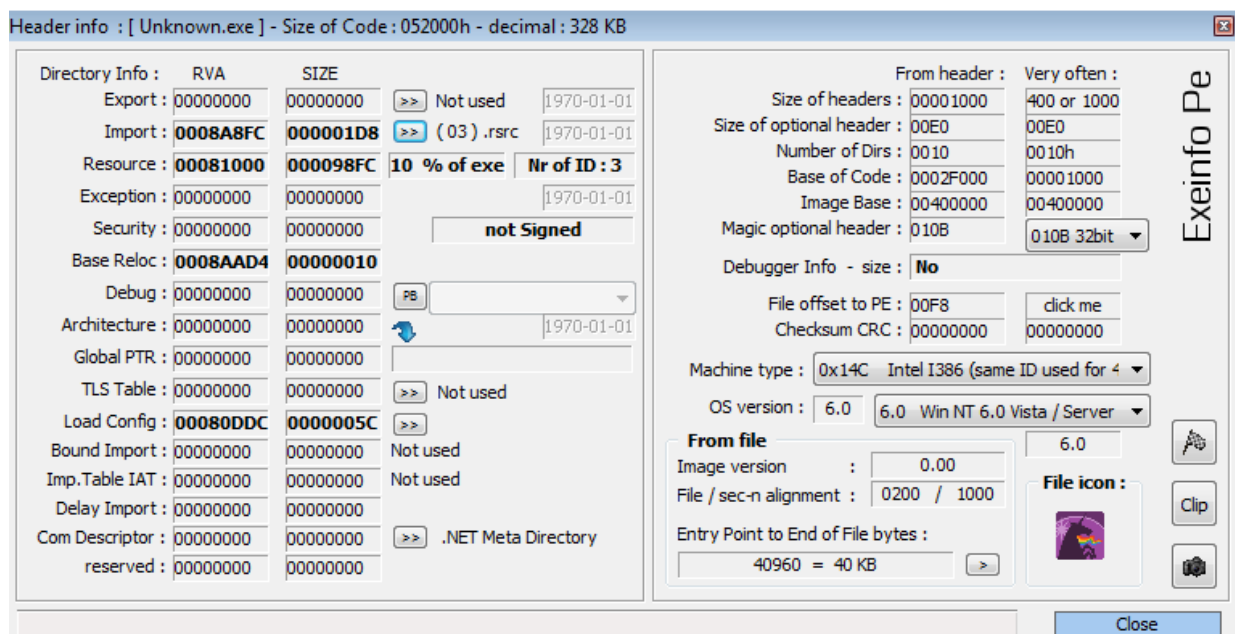 Header info : [ Unknown.exe ] - Size of Code : 052000h - decimal : 328 KB
Directory Info : RVA SIZE
Export : 00000000 00000000 >> Not used 1970-01-01
Import : 0008A8FC 000001D8 >> ( 03 ) .rsrc 1970-01-01
Resource : 00081000 000098FC 10 % of exe Nr of ID : 3
Exception : 00000000 00000000 1970-01-01
Security : 00000000 00000000 not Signed
Base Reloc : 0008AAD4 00000010
Debug : 00000000 00000000 PB
Architecture : 00000000 00000000 1970-01-01
Global PTR : 00000000 00000000
TLS Table : 00000000 00000000 >> Not used
Load Config : 00080DDC 0000005C >>
Bound Import : 00000000 00000000 Not used
Imp.Table IAT : 00000000 00000000 Not used
Delay Import : 00000000 00000000
Com Descriptor : 00000000 00000000 >> .NET Meta Directory
reserved : 00000000 00000000
From header : Very often :
Size of headers : 00001000 400 or 1000
Size of optional header : 00E0 00E0
Number of Dirs : 0010 0010h
Base of Code : 0002F000 00001000
Image Base : 00400000 00400000
Magic optional header : 010B 010B 32bit
Debugger Info - size : No
File offset to PE : 00F8 click me
Checksum CRC : 00000000 00000000
Machine type : 0x14C Intel I386 (same ID used for 4
OS version : 6.0 6.0 Win NT 6.0 Vista / Server
From file 6.0
Image version : 0.00
File / sec-n alignment : 0200 / 1000
File icon :
Entry Point to End of File bytes :
40960 = 40 KB >
Exeinfo Pe
Clip
Close